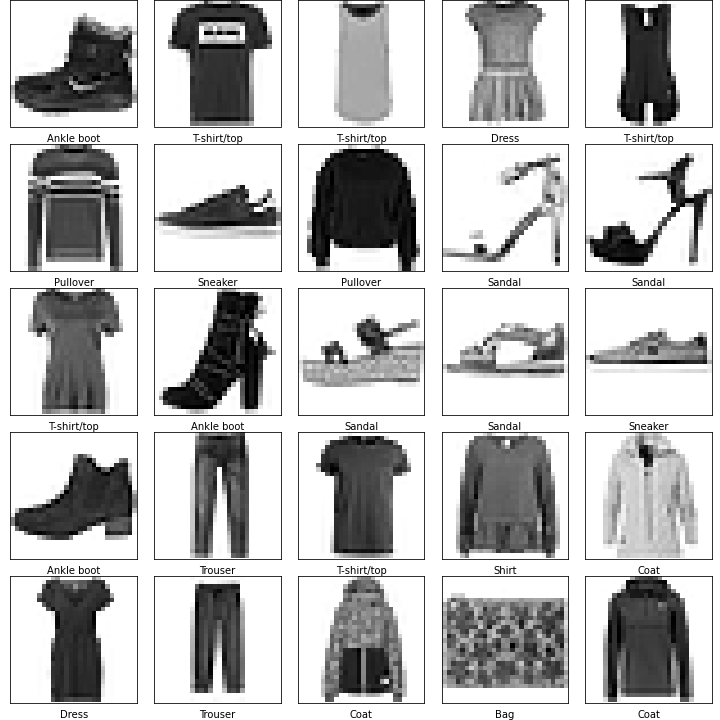 Ankle boot T-shirt/top T-shirt/top Dress T-shirt/top
Pullover Sneaker Pullover Sandal Sandal
T-shirt/top Ankle boot Sandal Sandal Sneaker
Ankle boot Trouser T-shirt/top Shirt Coat
Dress Trouser Coat Bag Coat